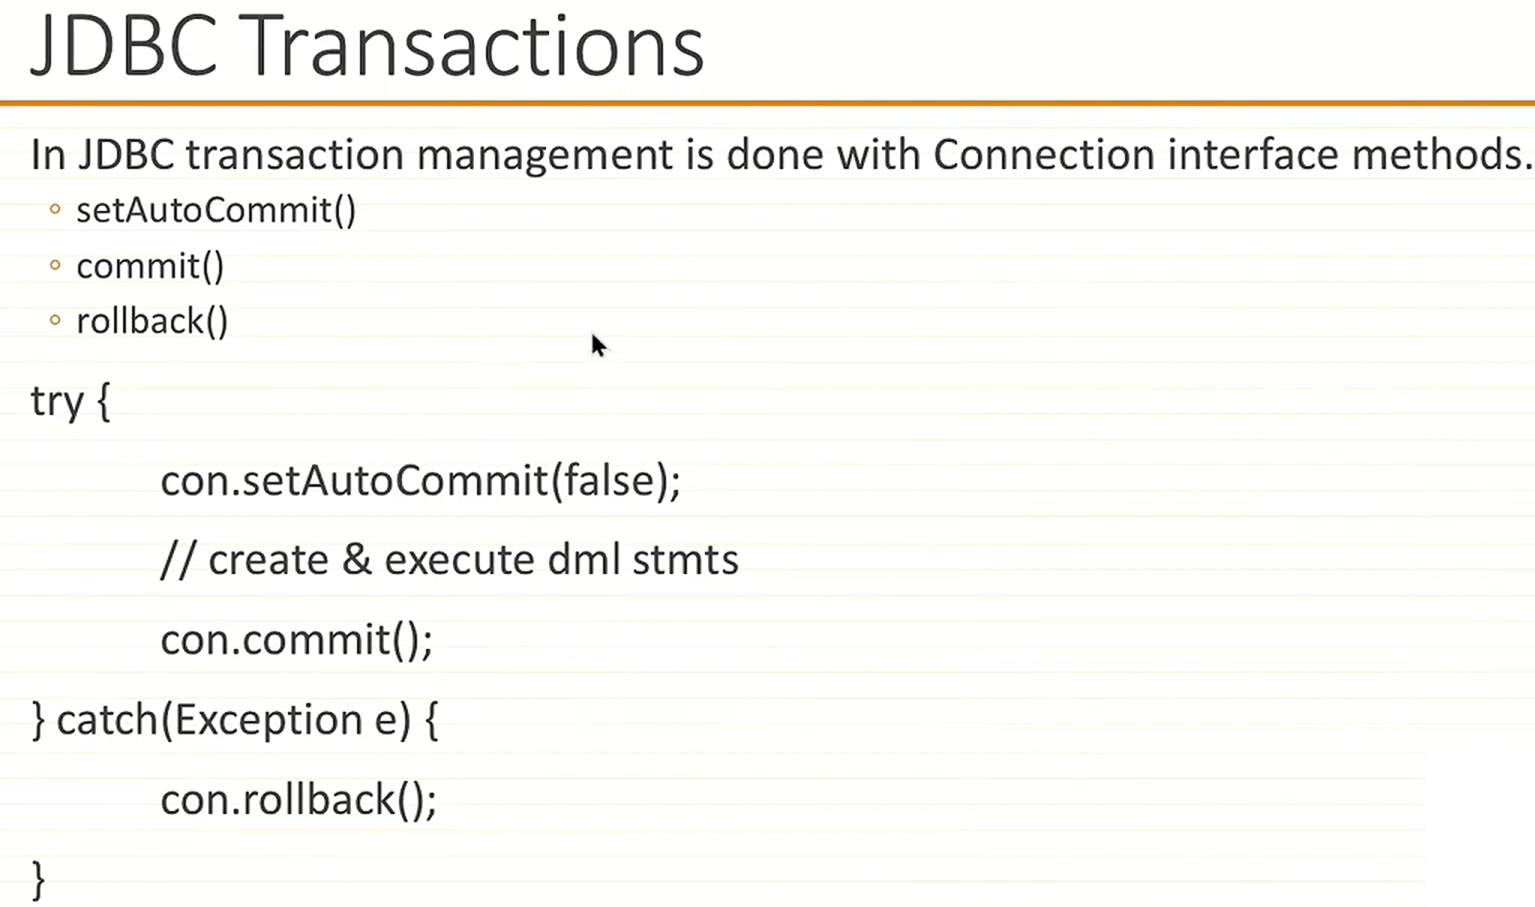 JDBC Transactions
In JDBC transaction management is done with Connection interface methods.
◦ setAutoCommit()
◦ commit()
◦ rollback()
try {
con.setAutoCommit(false);
// create & execute dml stmts
con.commit();
} catch(Exception e) {
con.rollback();
}